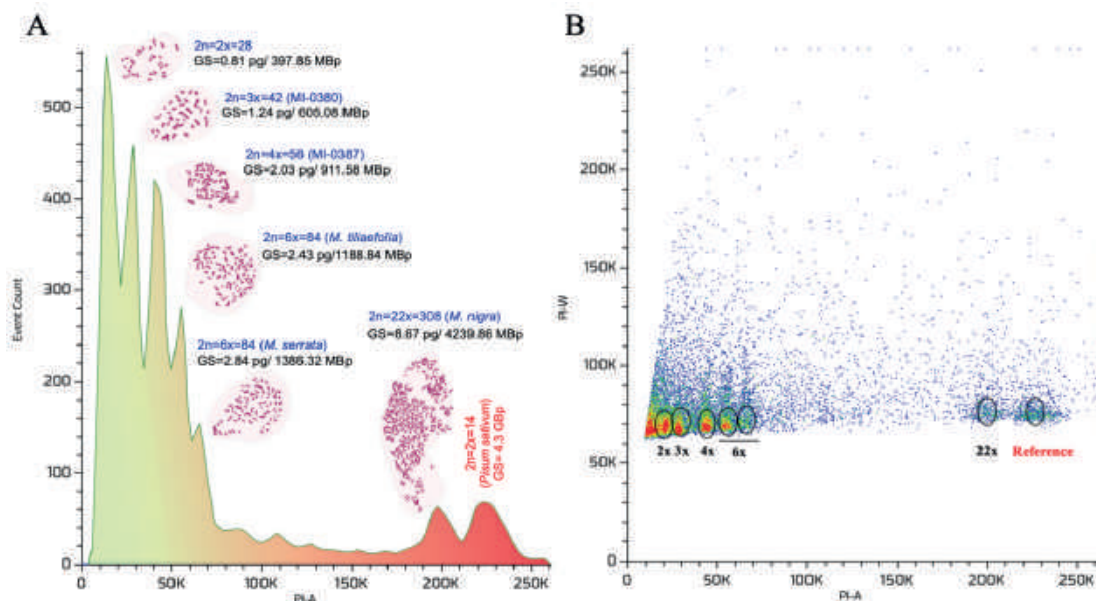 A
2n=2x=28
GS=0.81 pg/ 397.85 MBp
2n=3x=42 (MI-0380)
GS=1.24 pg/ 605.08 MBp
2n=4x=56 (MI-0387)
GS=2.03 pg/ 911.58 MBp
2n=6x=84 (M. tiliaefolia)
GS=2.43 pg/1188.84 MBp
2n=6x=84 (M. serrata)
GS=2.84 pg/ 1386.32 MBp
2n=22x=308 (M. nigra)
GS=8.67 pg/ 4239.86 MBp
2n=2x=14
(Pisum sativum)
GS= 4.3 GBp
Event Count
500
400
300
200
100
0
0 50K 100K 150K 200K 250K
PI-A
B
PI-W
250K
200K
150K
100K
50K
0
2x 3x 4x 6x 22x Reference
0 50K 100K 150K 200K 250K
PI-A